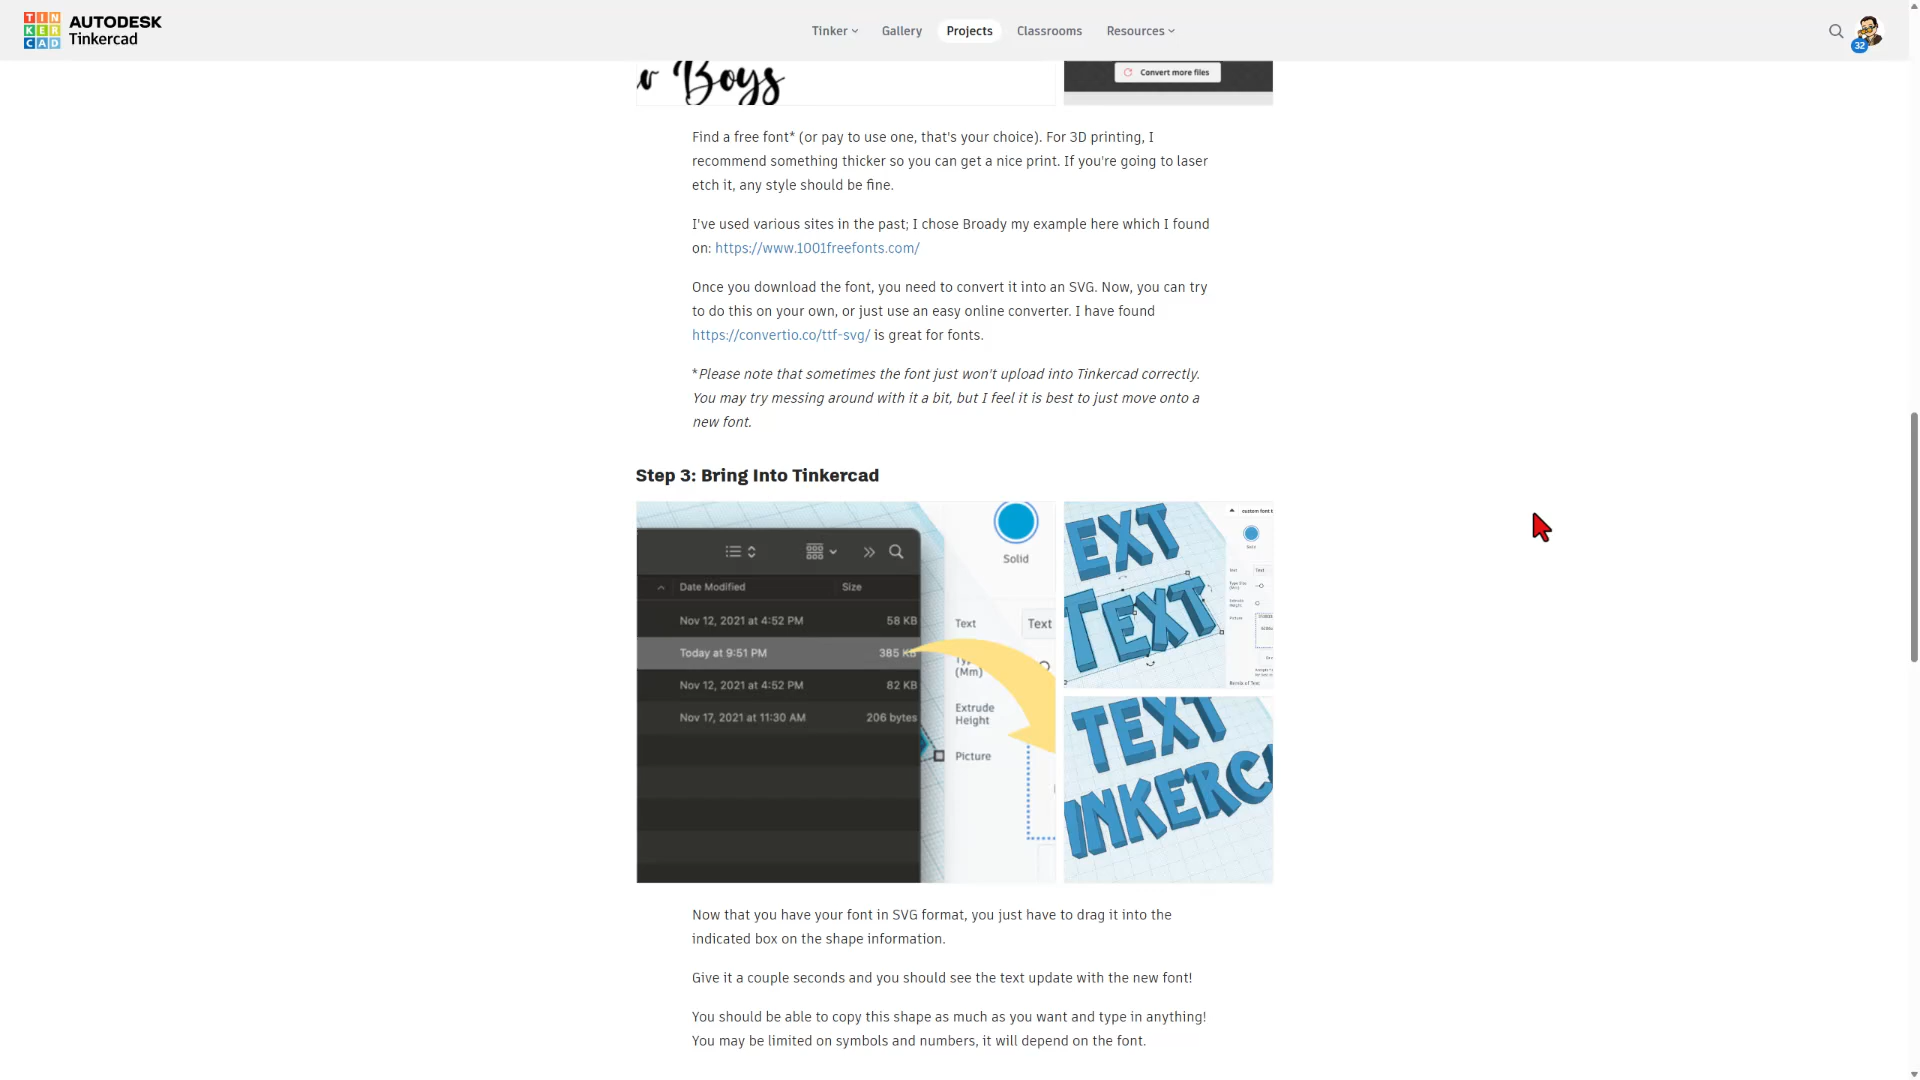 TIN
KER
CAD
AUTODESK
Tinkercad
Tinker
Gallery
Projects
Classrooms
Resources
32
Boys
Convert more files
Find a free font* (or pay to use one, that's your choice). For 3D printing, I
recommend something thicker so you can get a nice print. If you're going to laser
etch it, any style should be fine.
I've used various sites in the past; I chose Broady my example here which I found
on: https://www.1001freefonts.com/
Once you download the font, you need to convert it into an SVG. Now, you can try
to do this on your own, or just use an easy online converter. I have found
https://convertio.co/ttf-svg/ is great for fonts.
*Please note that sometimes the font just won't upload into Tinkercad correctly.
You may try messing around with it a bit, but I feel it is best to just move onto a
new font.
Step 3: Bring Into Tinkercad
Date Modified
Size
Nov 12, 2021 at 4:52 PM
58 KB
Today at 9:51 PM
385 KB
Nov 12, 2021 at 4:52 PM
82 KB
Nov 17, 2021 at 11:30 AM
206 bytes
Solid
Text
Text
(Mm)
Extrude
Height
Picture
EXT
TEXT
custom font t
TEXT
INKERC
Now that you have your font in SVG format, you just have to drag it into the
indicated box on the shape information.
Give it a couple seconds and you should see the text update with the new font!
You should be able to copy this shape as much as you want and type in anything!
You may be limited on symbols and numbers, it will depend on the font.